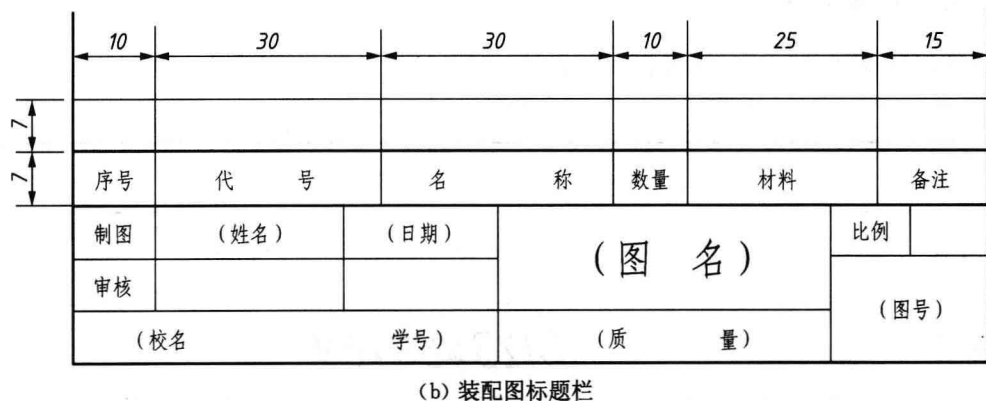 10 30 30 10 25 15
7
7
序号 代 号 名 称 数量 材料 备注
制图 (姓名) (日期) (图 名) 比例
审核 (图号)
(校名 学号) (质 量)
(b) 装配图标题栏